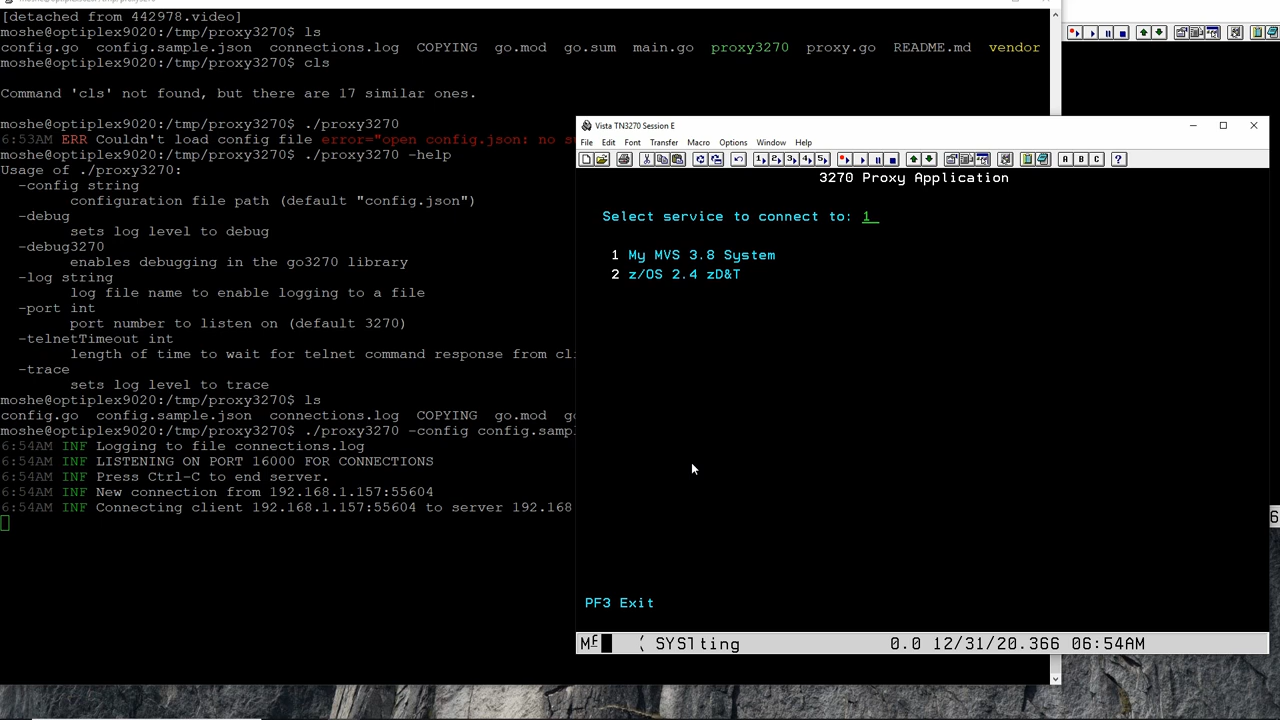 [detached from 442978.video]
moshe@optiplex9020:/tmp/proxy3270$ ls
config.go config.sample.json connections.log COPYING go.mod go.sum main.go proxy3270 proxy.go README.md vendor
moshe@optiplex9020:/tmp/proxy3270$ cls
Command 'cls' not found, but there are 17 similar ones.
moshe@optiplex9020:/tmp/proxy3270$ ./proxy3270
6:53AM ERR Couldn't load config file error="open config.json: no s
moshe@optiplex9020:/tmp/proxy3270$ ./proxy3270 -help
Usage of ./proxy3270:
-config string
configuration file path (default "config.json")
-debug
sets log level to debug
-debug3270
enables debugging in the go3270 library
-log string
log file name to enable logging to a file
-port int
port number to listen on (default 3270)
-telnetTimeout int
length of time to wait for telnet command response from cli
-trace
sets log level to trace
moshe@optiplex9020:/tmp/proxy3270$ ls
config.go config.sample.json connections.log COPYING go.mod go
moshe@optiplex9020:/tmp/proxy3270$ ./proxy3270 -config config.samp
6:54AM INF Logging to file connections.log
6:54AM INF LISTENING ON PORT 16000 FOR CONNECTIONS
6:54AM INF Press Ctrl-C to end server.
6:54AM INF New connection from 192.168.1.157:55604
6:54AM INF Connecting client 192.168.1.157:55604 to server 192.168
Vista TN3270 Session E
File Edit Font Transfer Macro Options Window Help
1 2 3 4 5 A B C ?
3270 Proxy Application
Select service to connect to: 1
1 My MVS 3.8 System
2 z/OS 2.4 zD&T
PF3 Exit
SYSlting 0.0 12/31/20.366 06:54AM
6